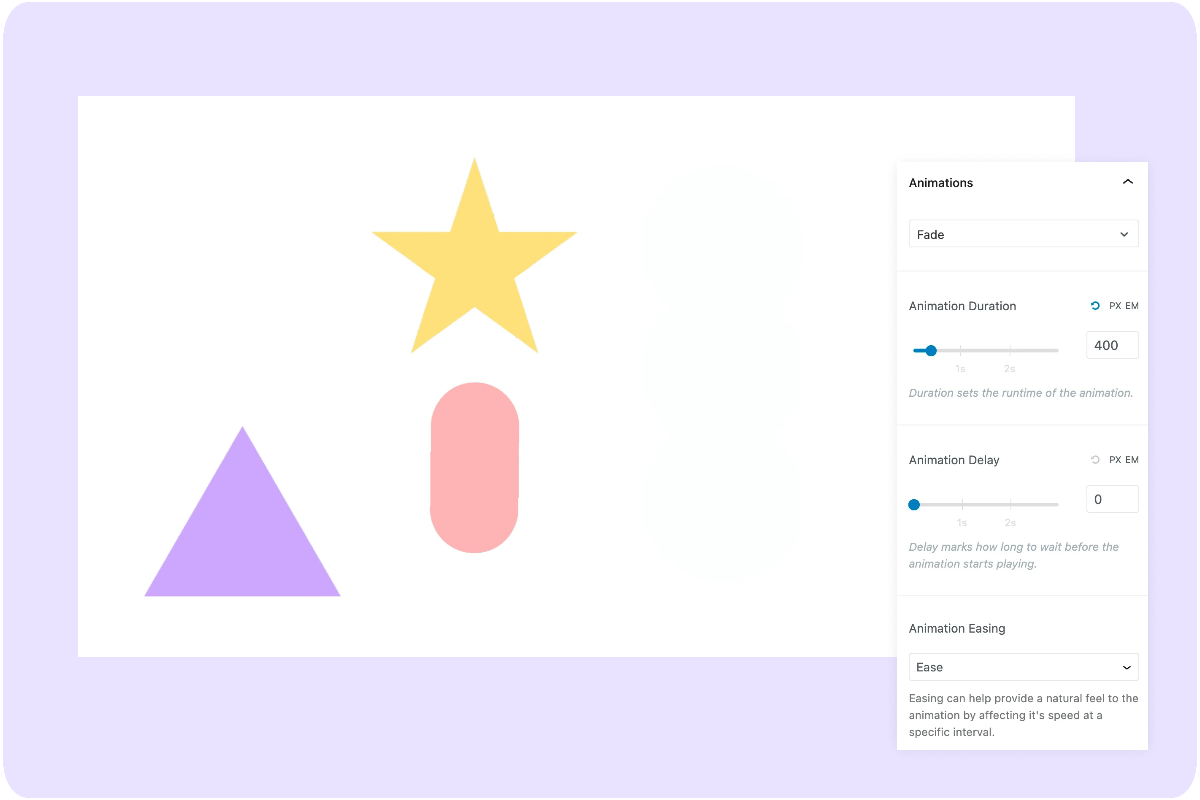 Animations
Fade
Animation Duration
PX EM
400
1s 2s
Duration sets the runtime of the animation.
Animation Delay
PX EM
0
1s 2s
Delay marks how long to wait before the
animation starts playing.
Animation Easing
Ease
Easing can help provide a natural feel to the
animation by affecting it's speed at a
specific interval.